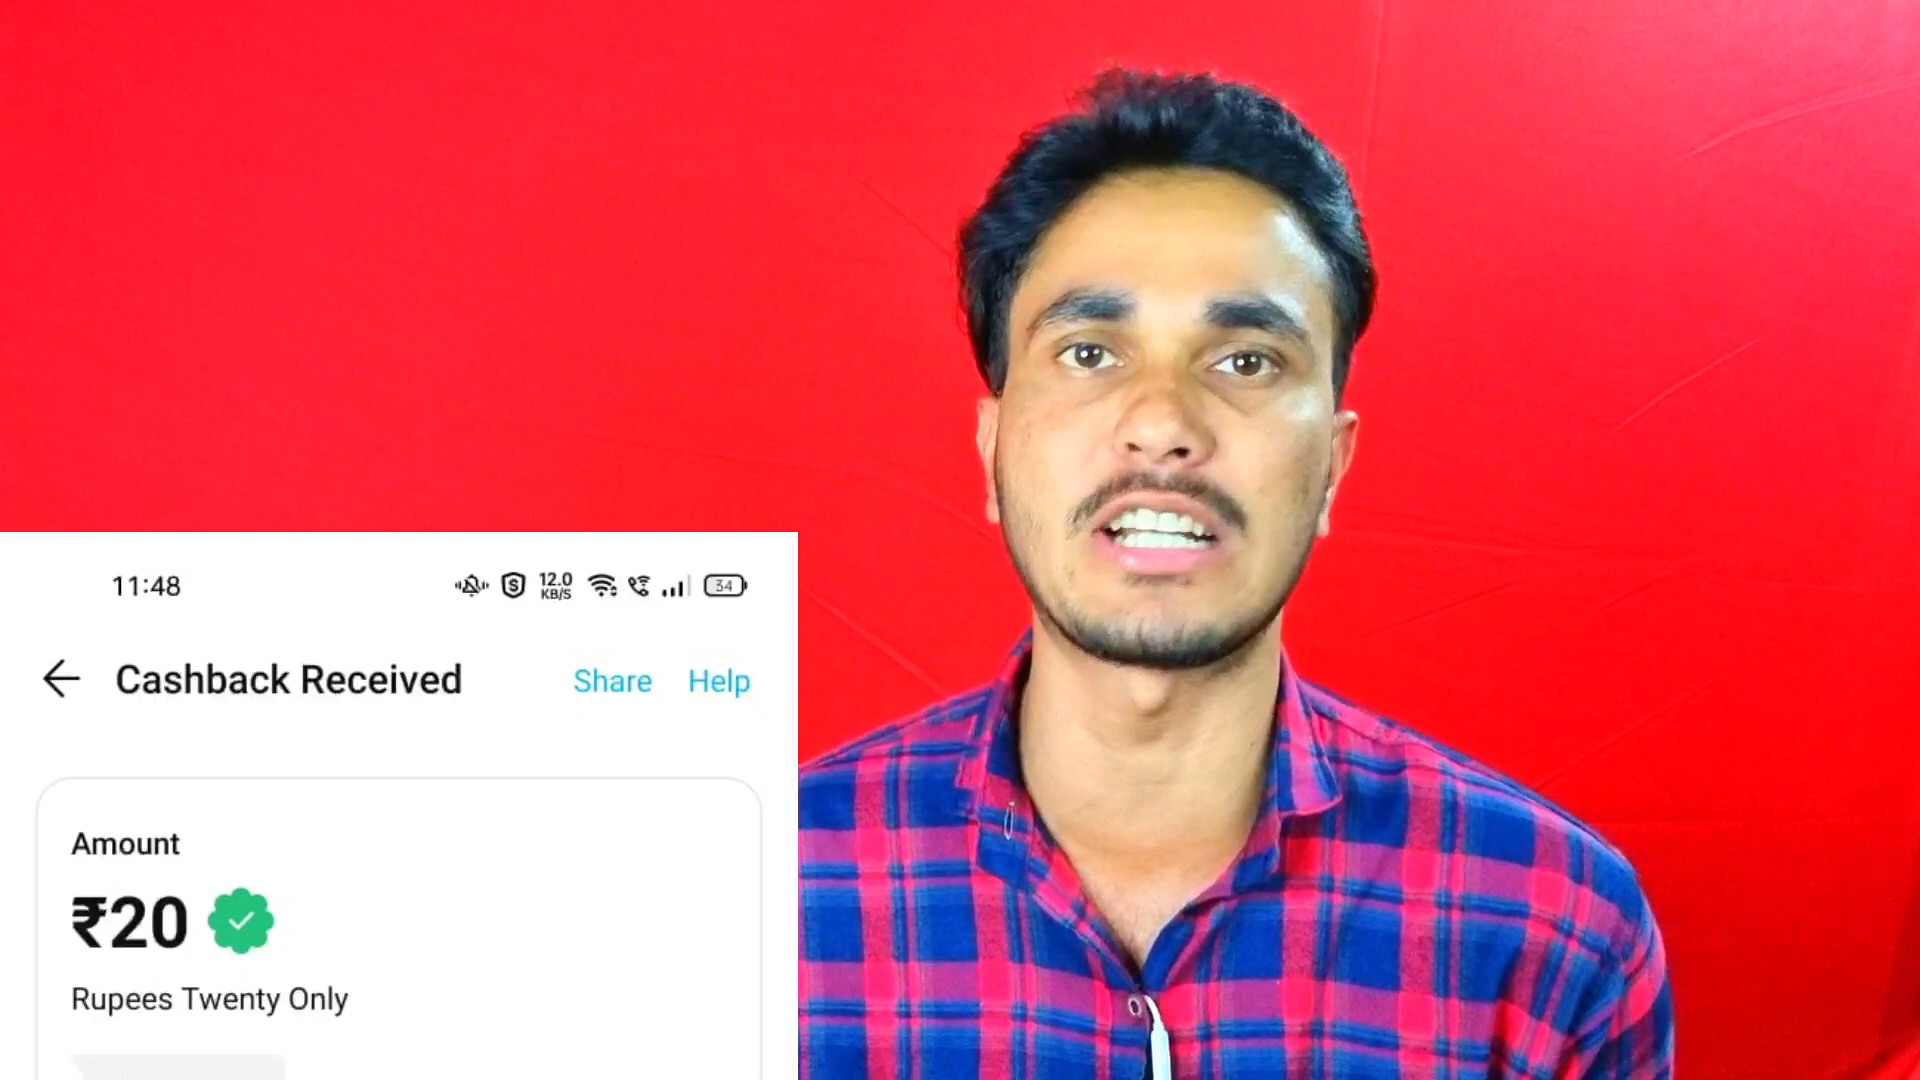 11:48
12.0
KB/S
34
Cashback Received
Share Help
Amount
₹20
Rupees Twenty Only